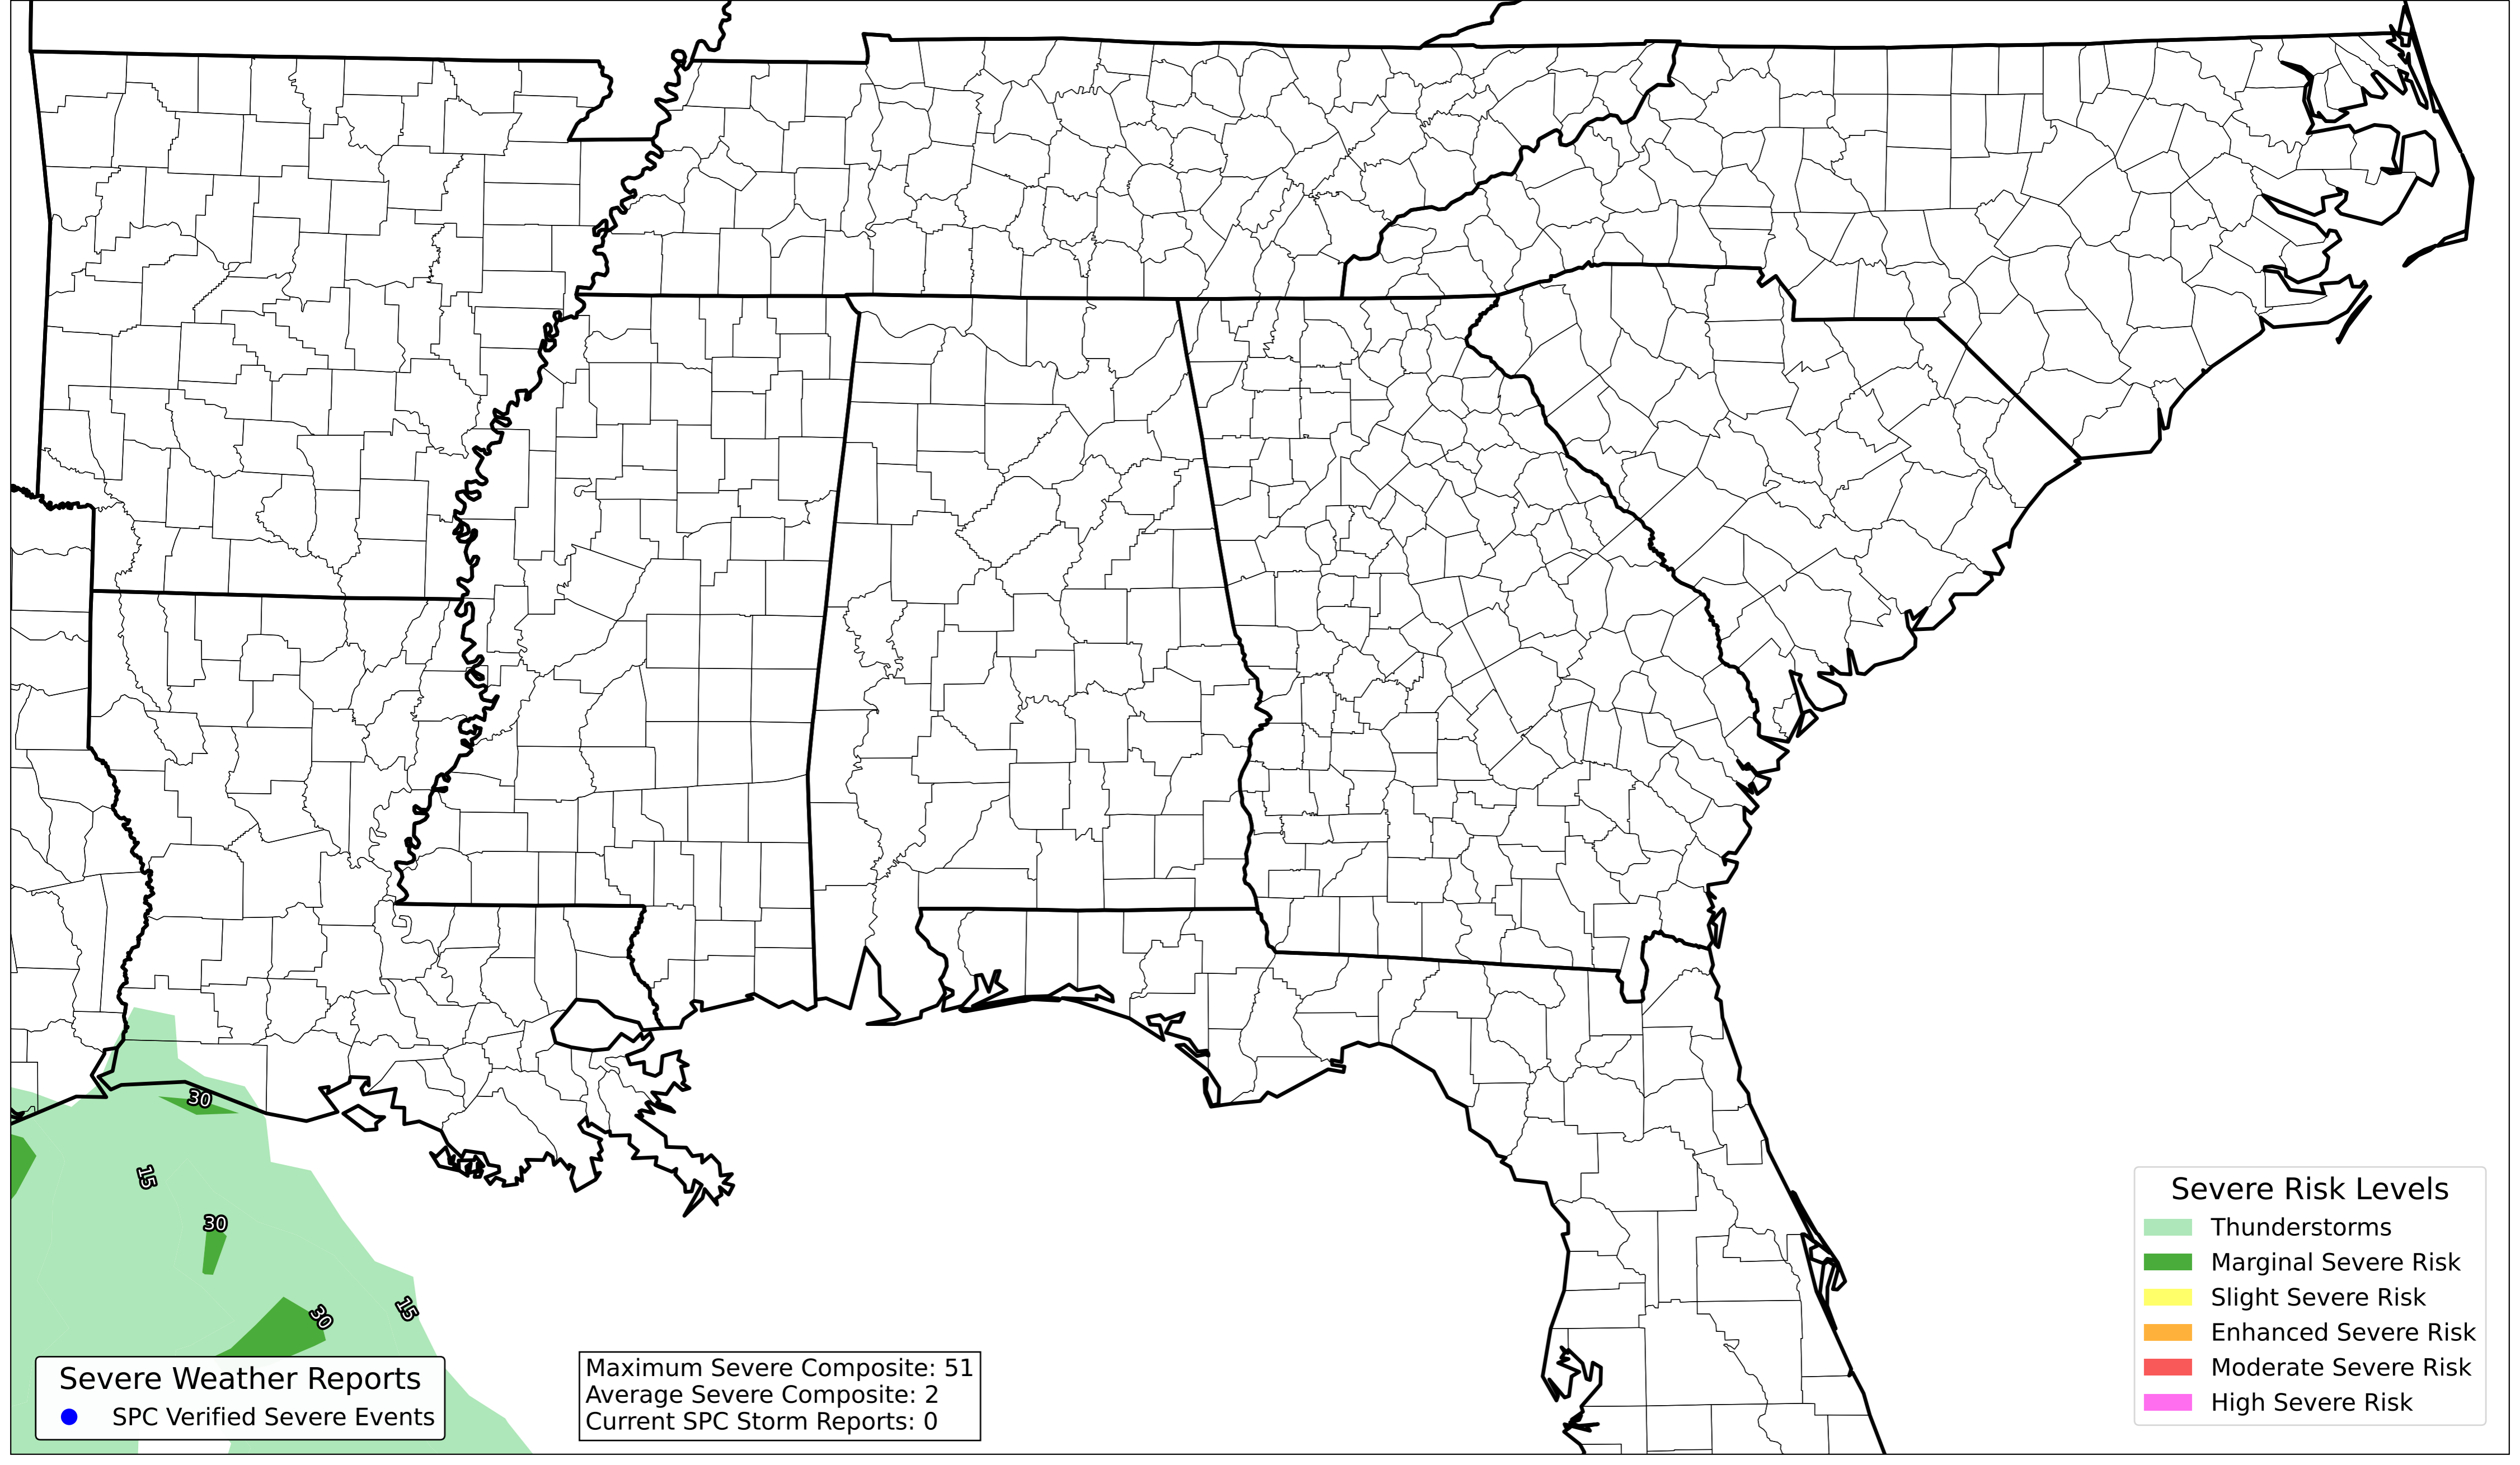 30
15
30
30
15
Severe Weather Reports
SPC Verified Severe Events
Maximum Severe Composite: 51
Average Severe Composite: 2
Current SPC Storm Reports: 0
Severe Risk Levels
Thunderstorms
Marginal Severe Risk
Slight Severe Risk
Enhanced Severe Risk
Moderate Severe Risk
High Severe Risk